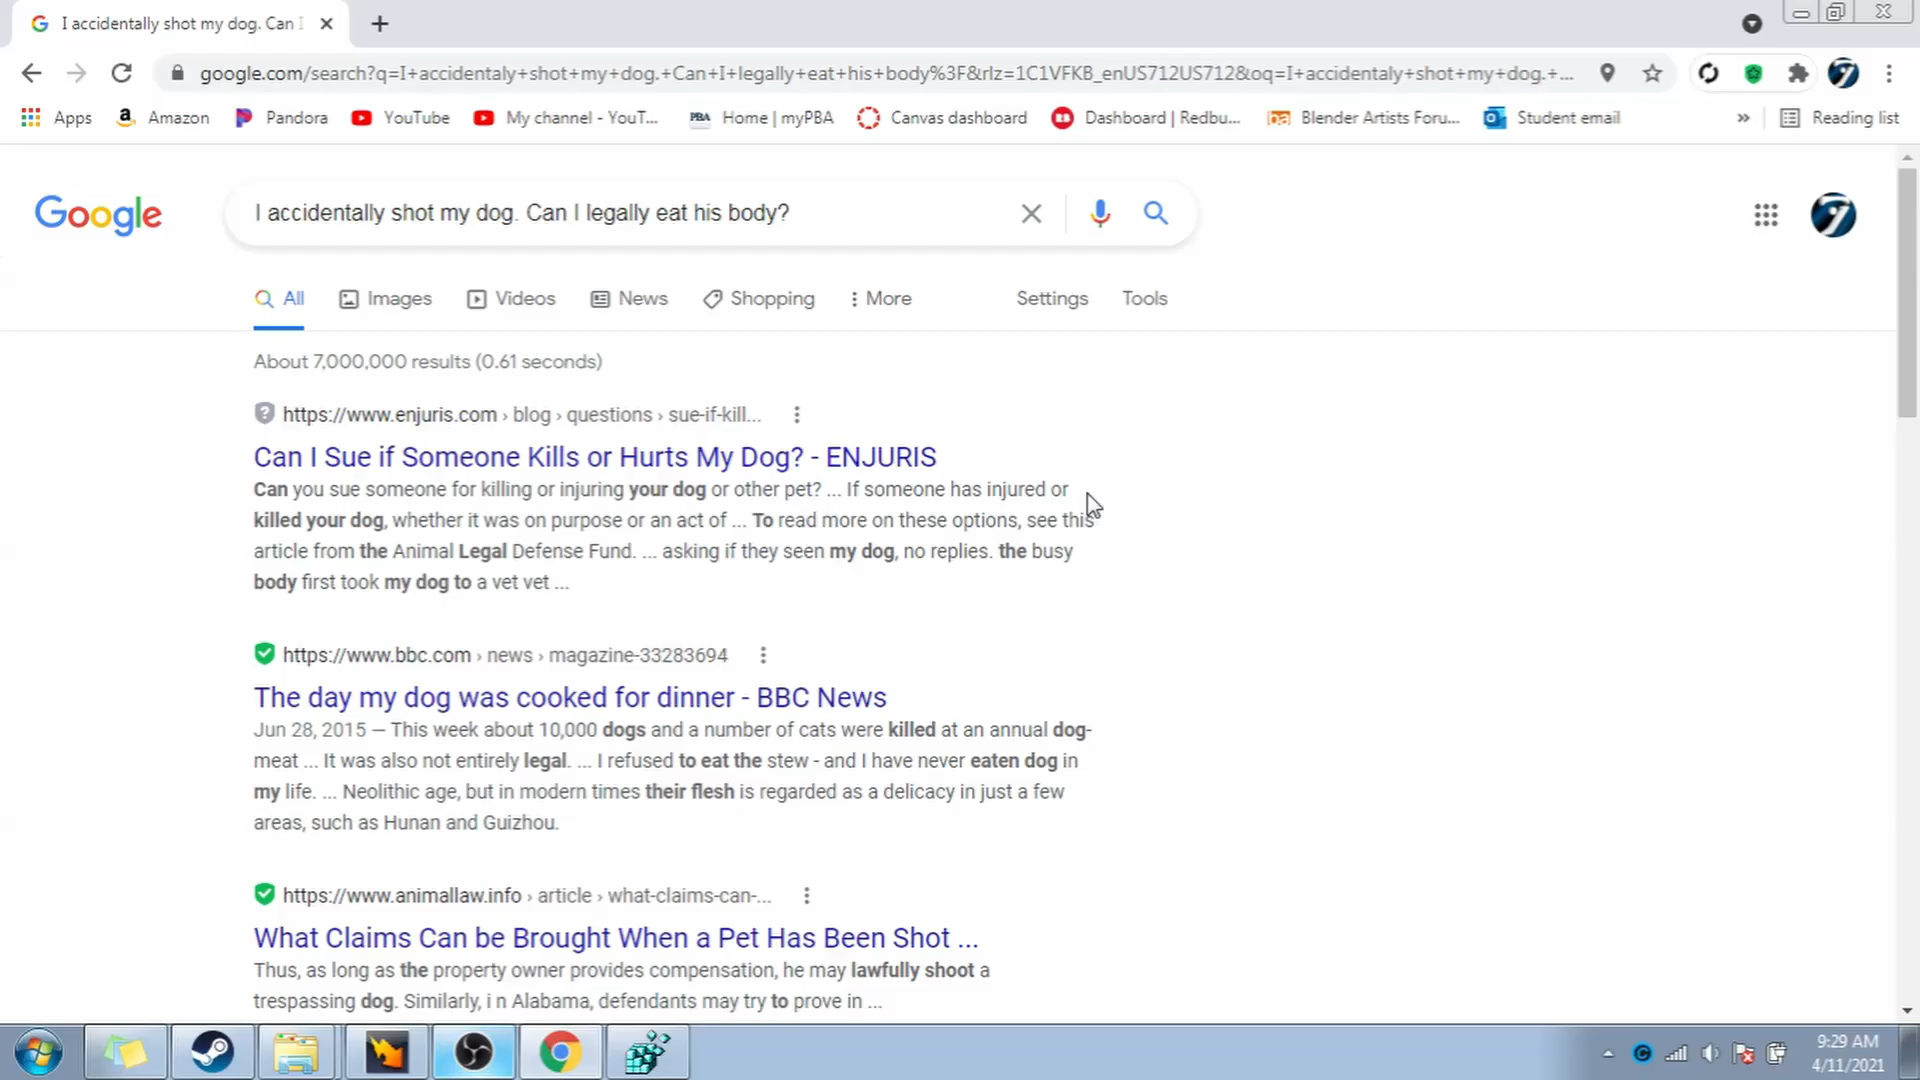 I accidentally shot my dog. Can I
google.com/search?q=I+accidentaly+shot+my+dog.+Can+I+legally+eat+his+body%3F&rlz=1C1VFKB_enUS712US712&oq=I+accidentaly+shot+my+dog.+...
Apps Amazon Pandora YouTube My channel - YouT... PBA Home | myPBA Canvas dashboard Dashboard | Redbu... ba Blender Artists Foru... Student email » Reading list
Google I accidentally shot my dog. Can I legally eat his body?
All Images Videos News Shopping More Settings Tools
About 7,000,000 results (0.61 seconds)
https://www.enjuris.com › blog › questions › sue-if-kill...
Can I Sue if Someone Kills or Hurts My Dog? - ENJURIS
Can you sue someone for killing or injuring your dog or other pet? ... If someone has injured or
killed your dog, whether it was on purpose or an act of ... To read more on these options, see this
article from the Animal Legal Defense Fund. ... asking if they seen my dog, no replies. the busy
body first took my dog to a vet vet ...
https://www.bbc.com › news › magazine-33283694
The day my dog was cooked for dinner - BBC News
Jun 28, 2015 — This week about 10,000 dogs and a number of cats were killed at an annual dog-
meat ... It was also not entirely legal. ... I refused to eat the stew - and I have never eaten dog in
my life. ... Neolithic age, but in modern times their flesh is regarded as a delicacy in just a few
areas, such as Hunan and Guizhou.
https://www.animallaw.info › article › what-claims-can-...
What Claims Can be Brought When a Pet Has Been Shot ...
Thus, as long as the property owner provides compensation, he may lawfully shoot a
trespassing dog. Similarly, i n Alabama, defendants may try to prove in ...
9:29 AM
4/11/2021